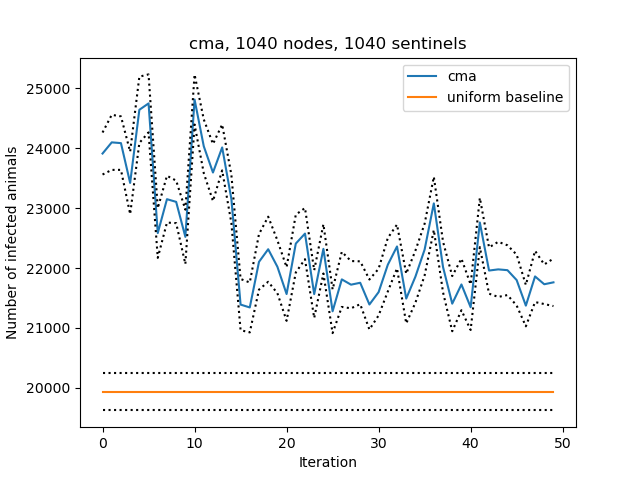 cma, 1040 nodes, 1040 sentinels
cma
uniform baseline
Number of infected animals
25000
24000
23000
22000
21000
20000
0 10 20 30 40 50
Iteration